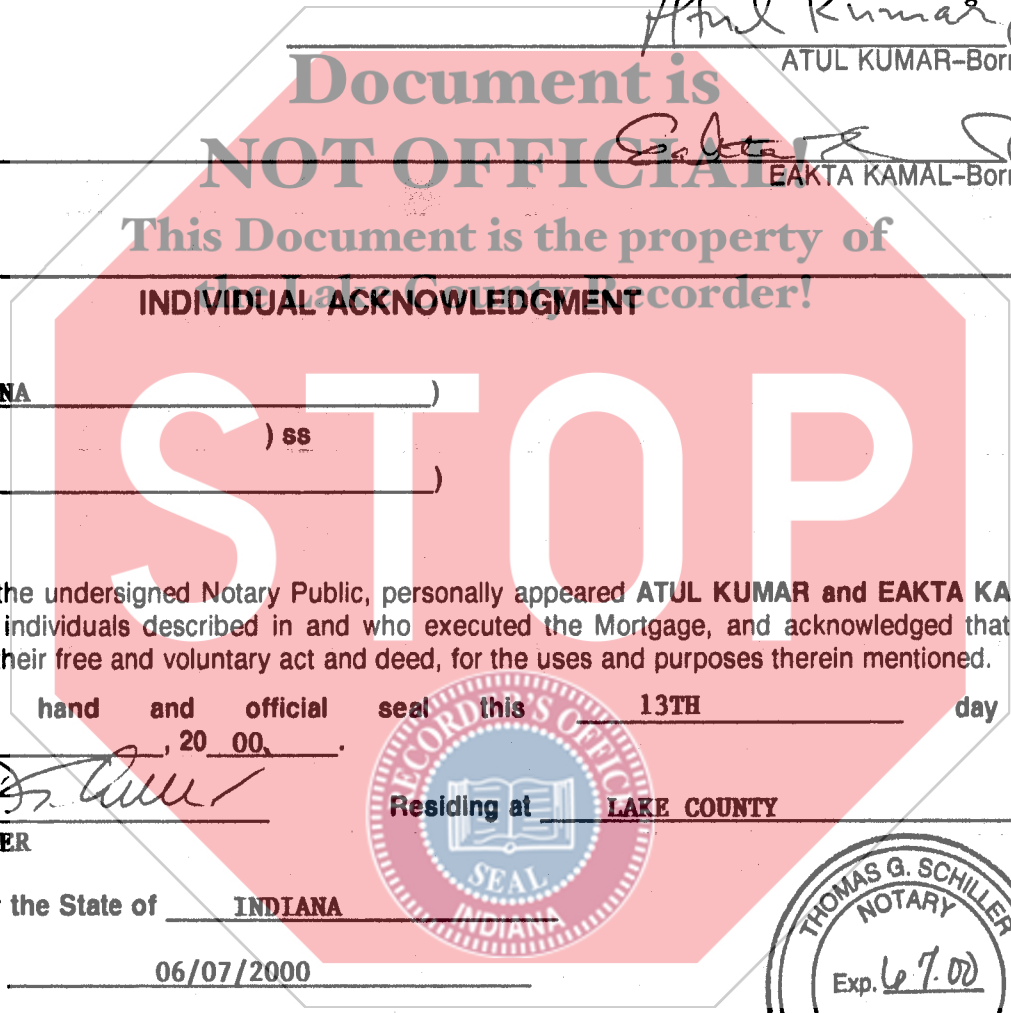 Atul Kumar
ATUL KUMAR–Borr
Document is
NOT OFFICIAL!
EAKTA KAMAL–Borr
This Document is the property of
the Lake County Recorder!
INDIVIDUAL ACKNOWLEDGMENT
NA )
) ss
)
STOP
the undersigned Notary Public, personally appeared ATUL KUMAR and EAKTA KA
individuals described in and who executed the Mortgage, and acknowledged that
heir free and voluntary act and deed, for the uses and purposes therein mentioned.
hand and official seal this 13TH day
, 20 00 .
RECORDER'S OFFICE
Residing at LAKE COUNTY
ER
SEAL
INDIANA
the State of INDIANA
THOMAS G. SCHILLER
NOTARY
06/07/2000
Exp. 6 7.00